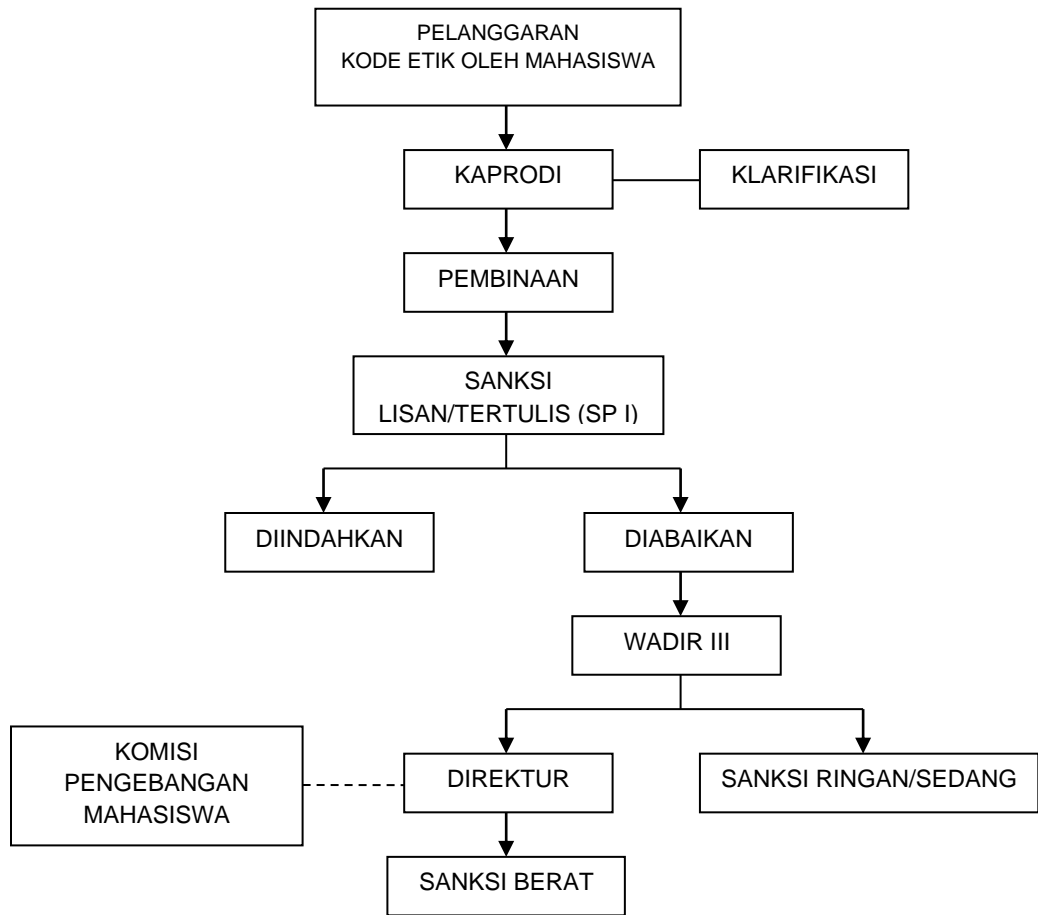 PELANGGARAN
KODE ETIK OLEH MAHASISWA
KAPRODI
KLARIFIKASI
PEMBINAAN
SANKSI
LISAN/TERTULIS (SP I)
DIINDAHKAN
DIABAIKAN
WADIR III
KOMISI
PENGEBANGAN
MAHASISWA
DIREKTUR
SANKSI RINGAN/SEDANG
SANKSI BERAT